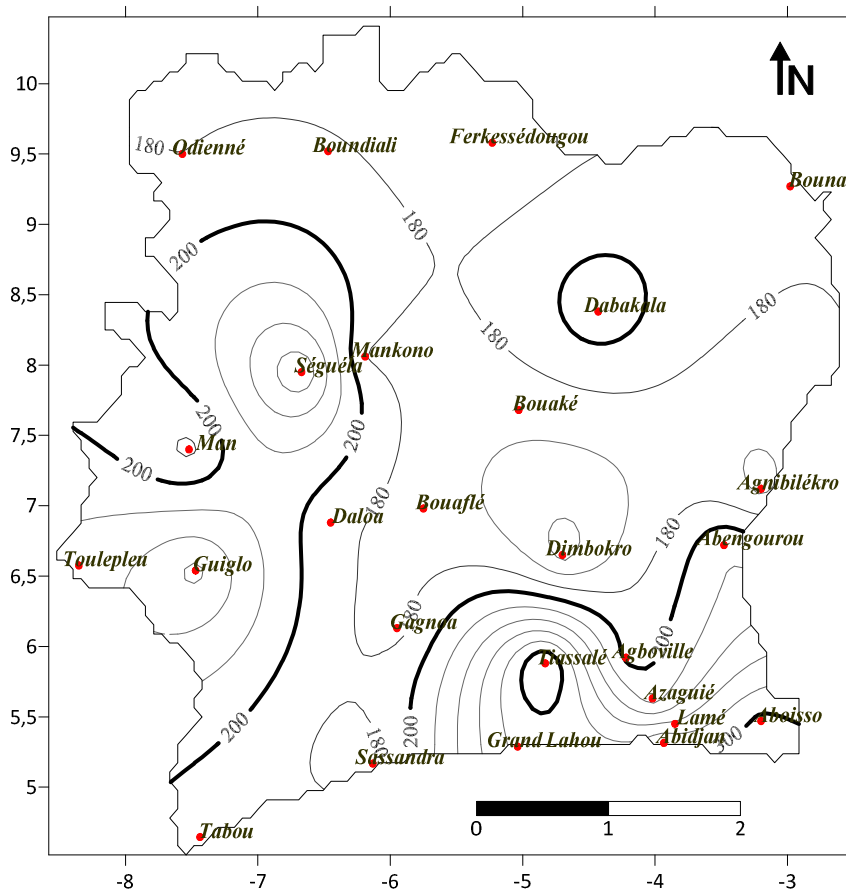 N
10
9,5
9
8,5
8
7,5
7
6,5
6
5,5
5
180
Odienné
Boundiali
Ferkessédougou
Bouna
180
200
180
180
Dabakala
Mankono
Séguéla
200
Bouaké
200
Man
200
180
Agnibilékro
Bouaflé
Daloa
180
Abengourou
Dimbokro
Toulepleu
Guiglo
180
Gagnoa
200
Agboville
Tiassalé
Azaguié
200
200
180
Lamé
Aboisso
300
Grand Lahou
Abidjan
Sassandra
Tabou
0
1
2
-8
-7
-6
-5
-4
-3